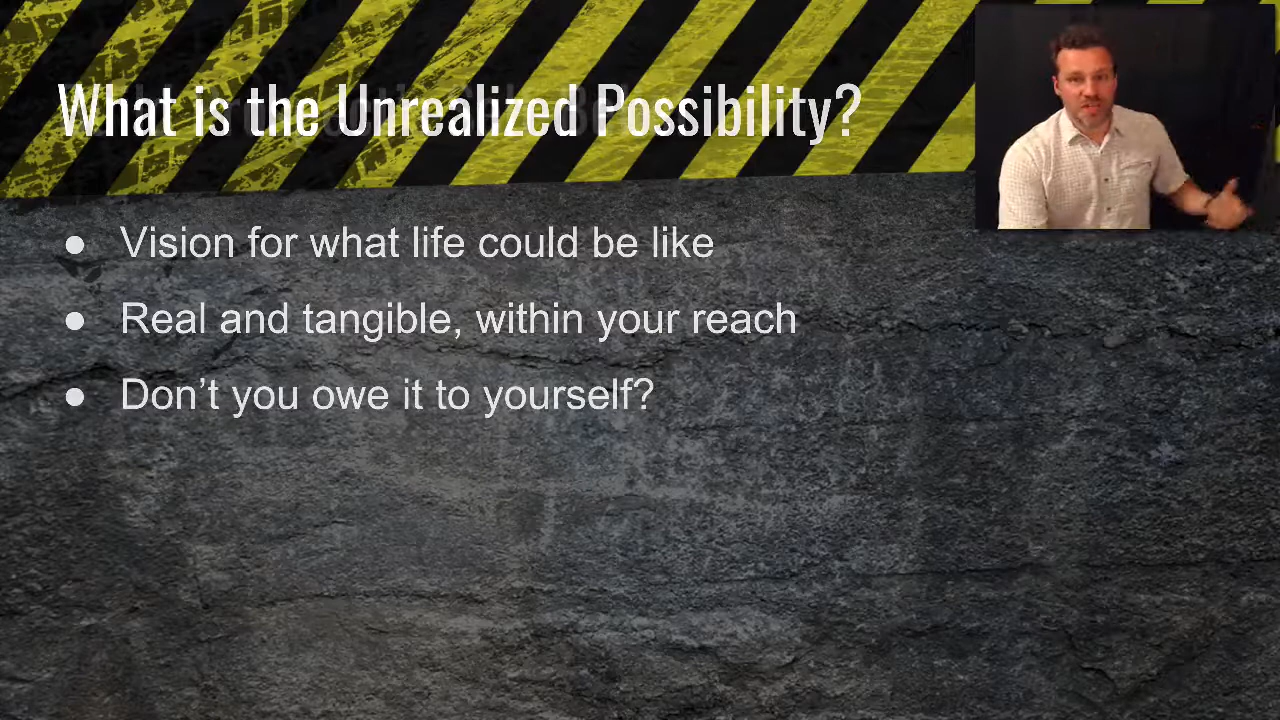 What is the Unrealized Possibility?
● Vision for what life could be like
● Real and tangible, within your reach
● Don’t you owe it to yourself?